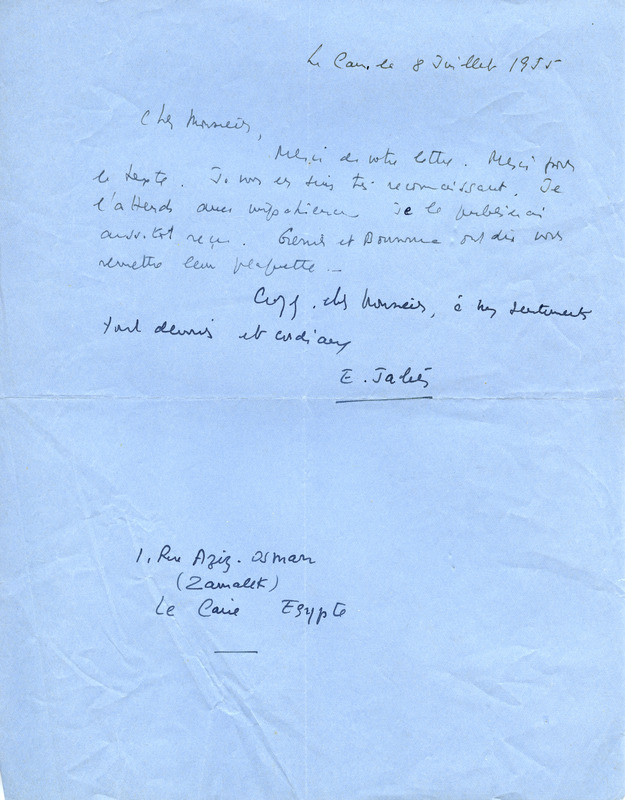 Le Caire le 8 Juillet 1955
Cher Monsieur,
Merci de votre lettre. Merci pour
le texte. Je vous en suis très reconnaissant. Je
l'attends avec impatience Je le publierai
aussitôt reçu. et Bonnome ont dû vous
remettre leur plaquette. _
Croyez, cher Monsieur, à mes sentiments
tout dévoués et cordiaux
E. Jabès
1, Rue Aziz. Osman
(Zamalek)
Le Caire Egypte